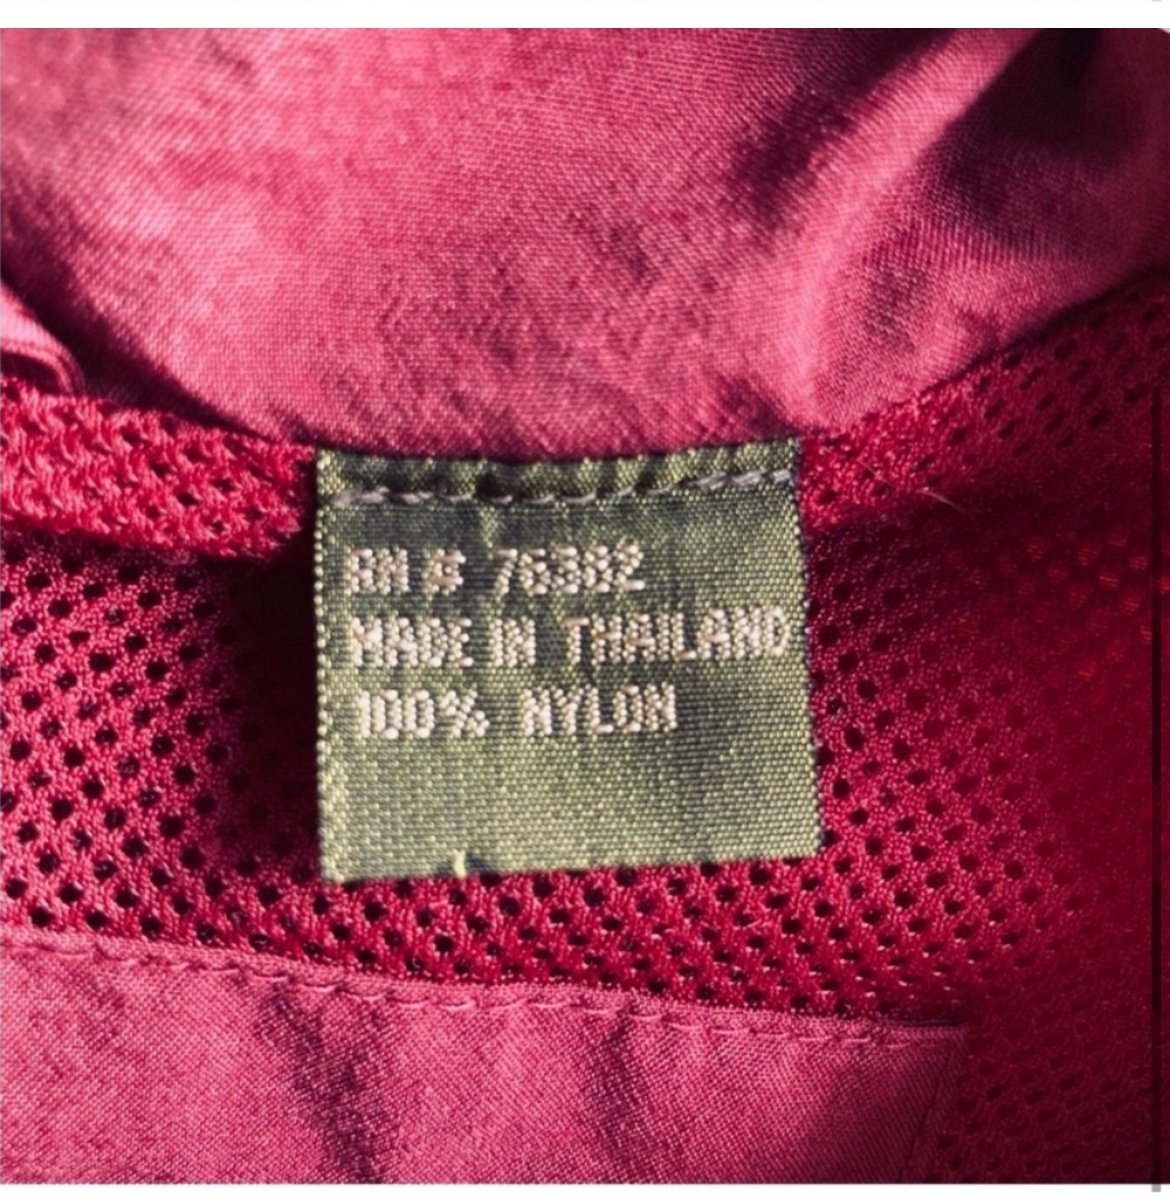 RN # 76382
MADE IN THAILAND
100% NYLON